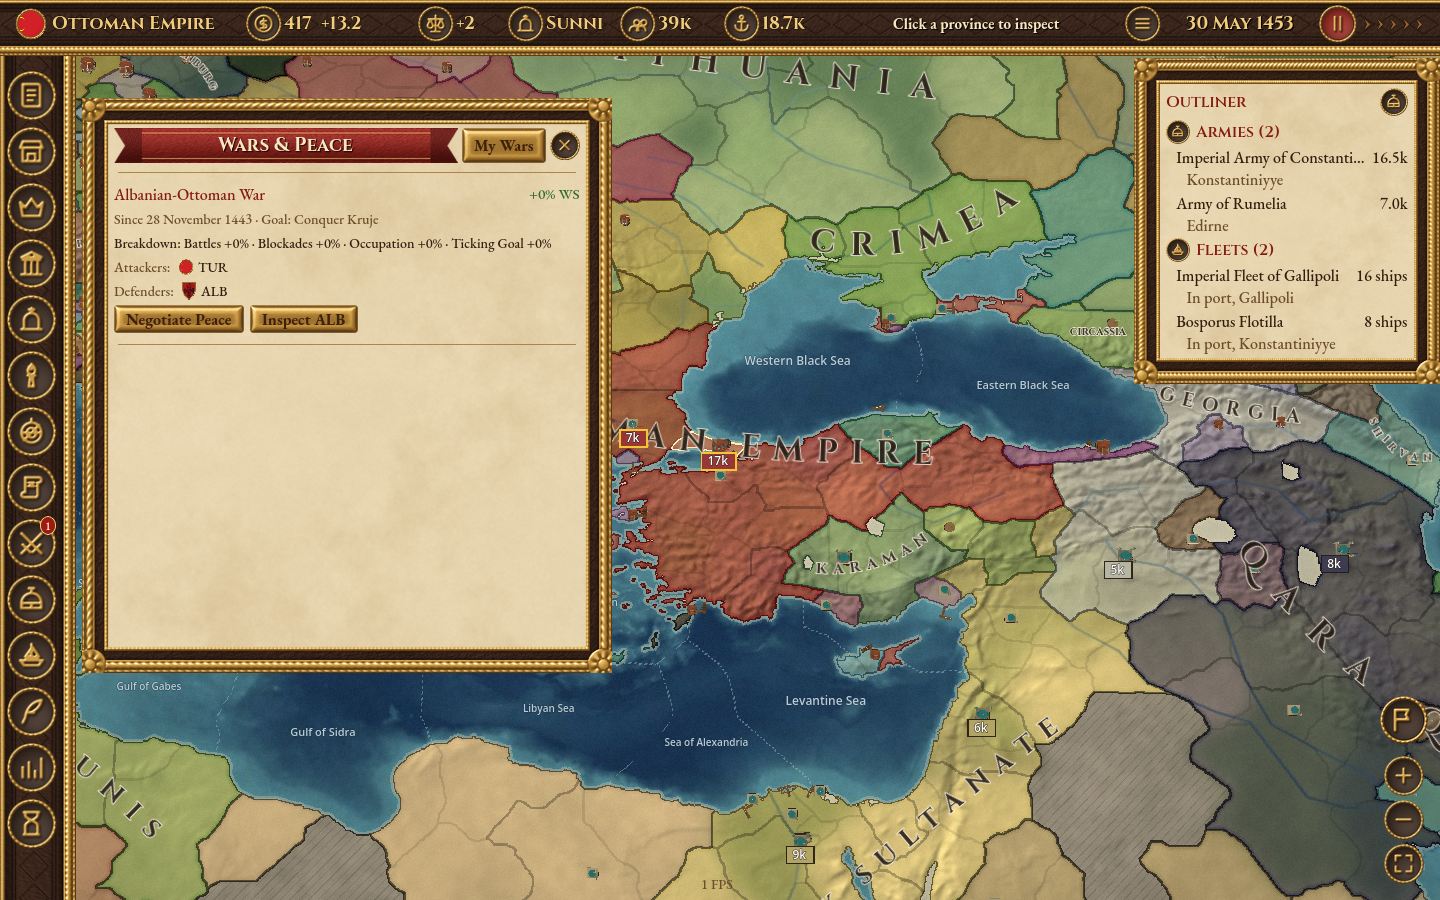 OTTOMAN EMPIRE
417 +13.2
+2
SUNNI
39K
18.7K
Click a province to inspect
30 MAY 1453
WARS & PEACE
My Wars
Albanian-Ottoman War
+0% WS
Since 28 November 1443 · Goal: Conquer Kruje
Breakdown: Battles +0% · Blockades +0% · Occupation +0% · Ticking Goal +0%
Attackers: TUR
Defenders: ALB
Negotiate Peace
Inspect ALB
1
OUTLINER
ARMIES (2)
Imperial Army of Constanti... 16.5k
Konstantiniyye
Army of Rumelia 7.0k
Edirne
FLEETS (2)
Imperial Fleet of Gallipoli 16 ships
In port, Gallipoli
Bosporus Flotilla 8 ships
In port, Konstantiniyye
THUANIA
CRIMEA
CIRCASSIA
Western Black Sea
Eastern Black Sea
GEORGIA
SHIRVAN
MAN EMPIRE
7k
17k
KARAMAN
5k
8k
QARA Q
Gulf of Gabes
Gulf of Sidra
Libyan Sea
Sea of Alexandria
Levantine Sea
6k
SULTANATE
UNIS
9k
1 FPS